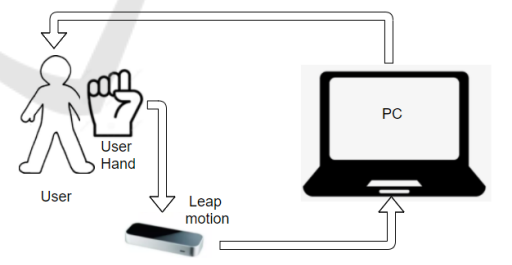 PC
User
Hand
User
Leap
motion